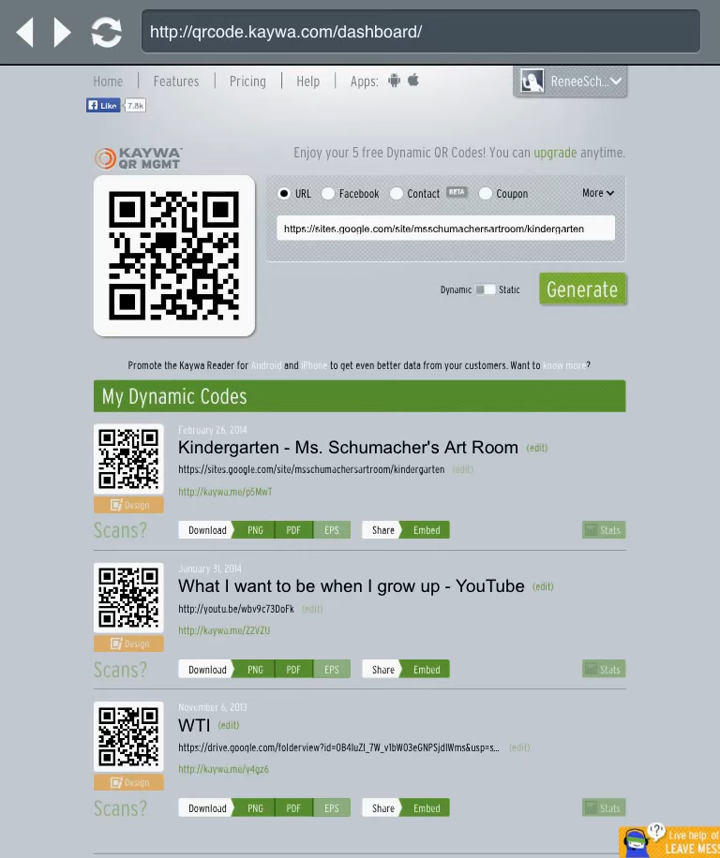 http://qrcode.kaywa.com/dashboard/
Home | Features | Pricing | Help | Apps:
ReneeSch...
Like 7.8k
KAYWA
QR MGMT
Enjoy your 5 free Dynamic QR Codes! You can upgrade anytime.
URL Facebook Contact BETA Coupon More
https://sites.google.com/site/msschumachersartroom/kindergarten
Dynamic Static Generate
Promote the Kaywa Reader for Android and iPhone to get even better data from your customers. Want to know more?
My Dynamic Codes
February 26, 2014
Kindergarten - Ms. Schumacher's Art Room (edit)
https://sites.google.com/site/msschumachersartroom/kindergarten (edit)
http://kaywa.me/p5MwT
Design
Scans? Download PNG PDF EPS Share Embed Stats
January 31, 2014
What I want to be when I grow up - YouTube (edit)
http://youtu.be/wbv9c73DoFk (edit)
http://kaywa.me/Z2VZU
Design
Scans? Download PNG PDF EPS Share Embed Stats
November 6, 2013
WTI (edit)
https://drive.google.com/folderview?id=0B4IuZI_7W_v1bW03eGNPSjdIWms&usp=s... (edit)
http://kaywa.me/y4gz6
Design
Scans? Download PNG PDF EPS Share Embed Stats
Live help: of
LEAVE MESS